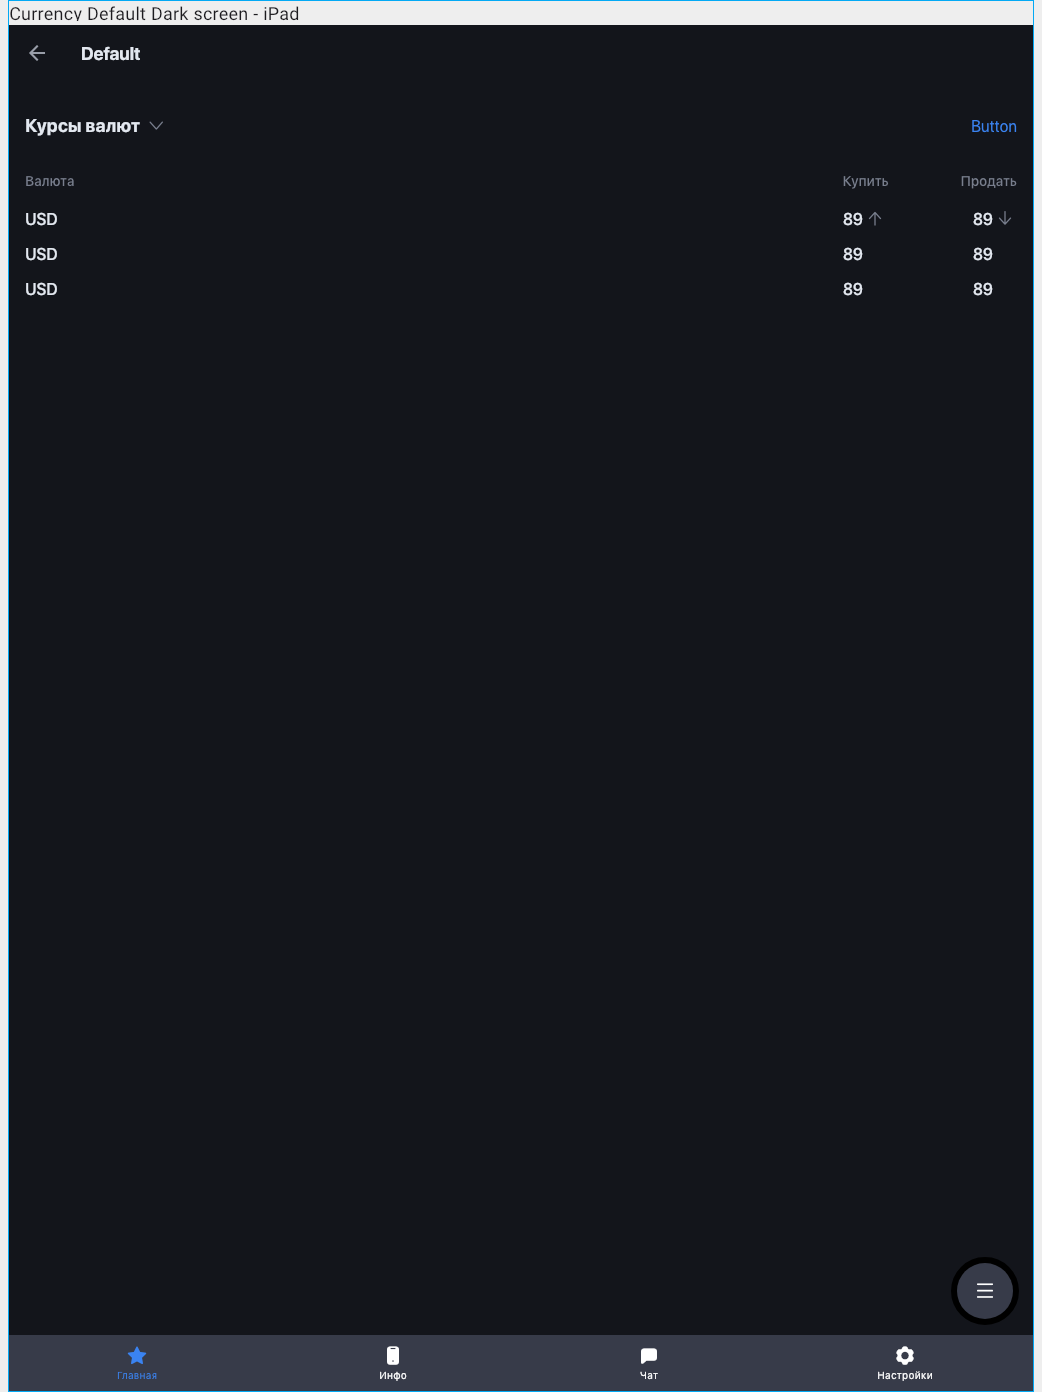 Currency Default Dark screen - iPad
Default
Курсы валют
Button
Валюта Купить Продать
USD 89 89
USD 89 89
USD 89 89
Главная Инфо Чат Настройки